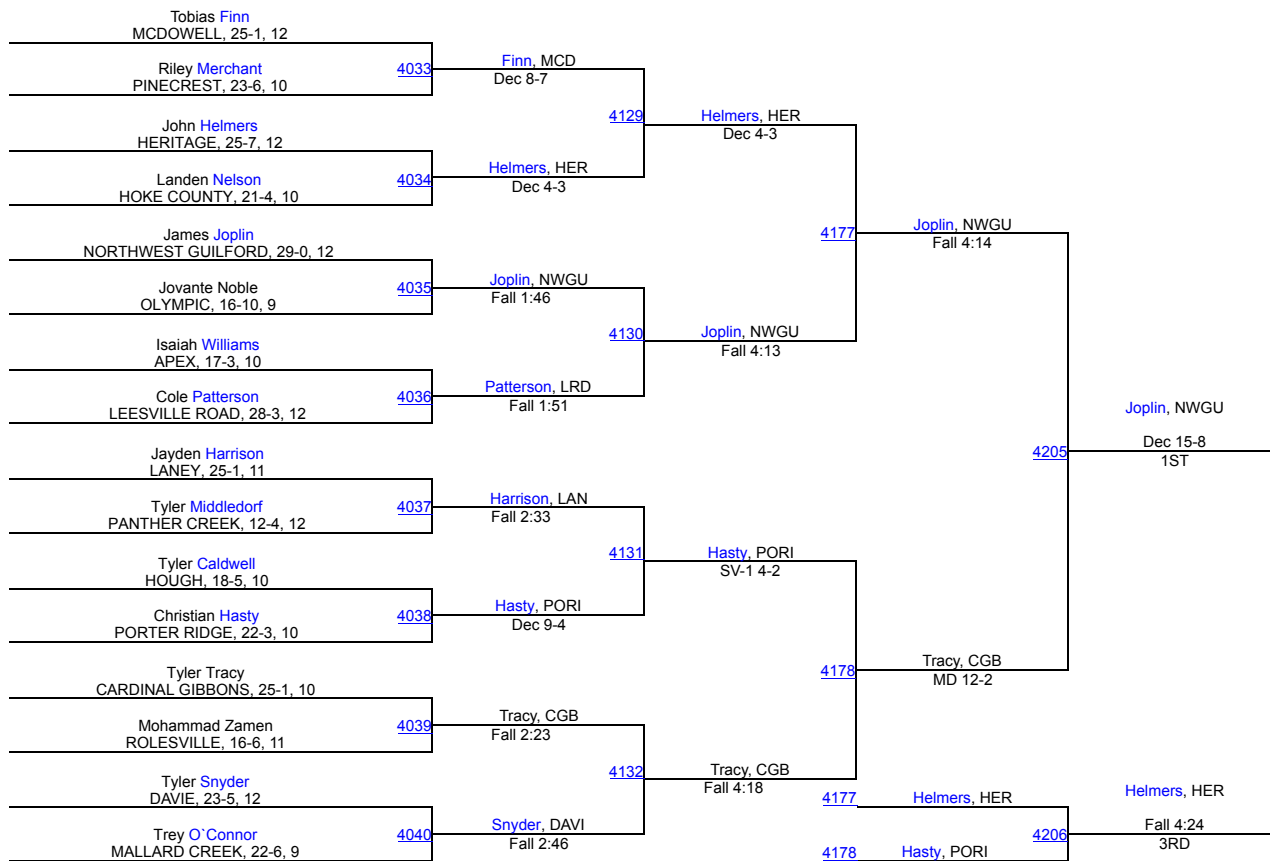 Tobias Finn
MCDOWELL, 25-1, 12
Riley Merchant
PINECREST, 23-6, 10
John Helmers
HERITAGE, 25-7, 12
Landen Nelson
HOKE COUNTY, 21-4, 10
James Joplin
NORTHWEST GUILFORD, 29-0, 12
Jovante Noble
OLYMPIC, 16-10, 9
Isaiah Williams
APEX, 17-3, 10
Cole Patterson
LEESVILLE ROAD, 28-3, 12
Jayden Harrison
LANEY, 25-1, 11
Tyler Middledorf
PANTHER CREEK, 12-4, 12
Tyler Caldwell
HOUGH, 18-5, 10
Christian Hasty
PORTER RIDGE, 22-3, 10
Tyler Tracy
CARDINAL GIBBONS, 25-1, 10
Mohammad Zamen
ROLESVILLE, 16-6, 11
Tyler Snyder
DAVIE, 23-5, 12
Trey O`Connor
MALLARD CREEK, 22-6, 9
4033
4034
4035
4036
4037
4038
4039
4040
Finn, MCD
Dec 8-7
Helmers, HER
Dec 4-3
Joplin, NWGU
Fall 1:46
Patterson, LRD
Fall 1:51
Harrison, LAN
Fall 2:33
Hasty, PORI
Dec 9-4
Tracy, CGB
Fall 2:23
Snyder, DAVI
Fall 2:46
4129
4130
4131
4132
Helmers, HER
Dec 4-3
Joplin, NWGU
Fall 4:13
Hasty, PORI
SV-1 4-2
Tracy, CGB
Fall 4:18
4177
4178
Joplin, NWGU
Fall 4:14
Tracy, CGB
MD 12-2
4205
Joplin, NWGU
Dec 15-8
1ST
4177
Helmers, HER
4178
Hasty, PORI
4206
Helmers, HER
Fall 4:24
3RD